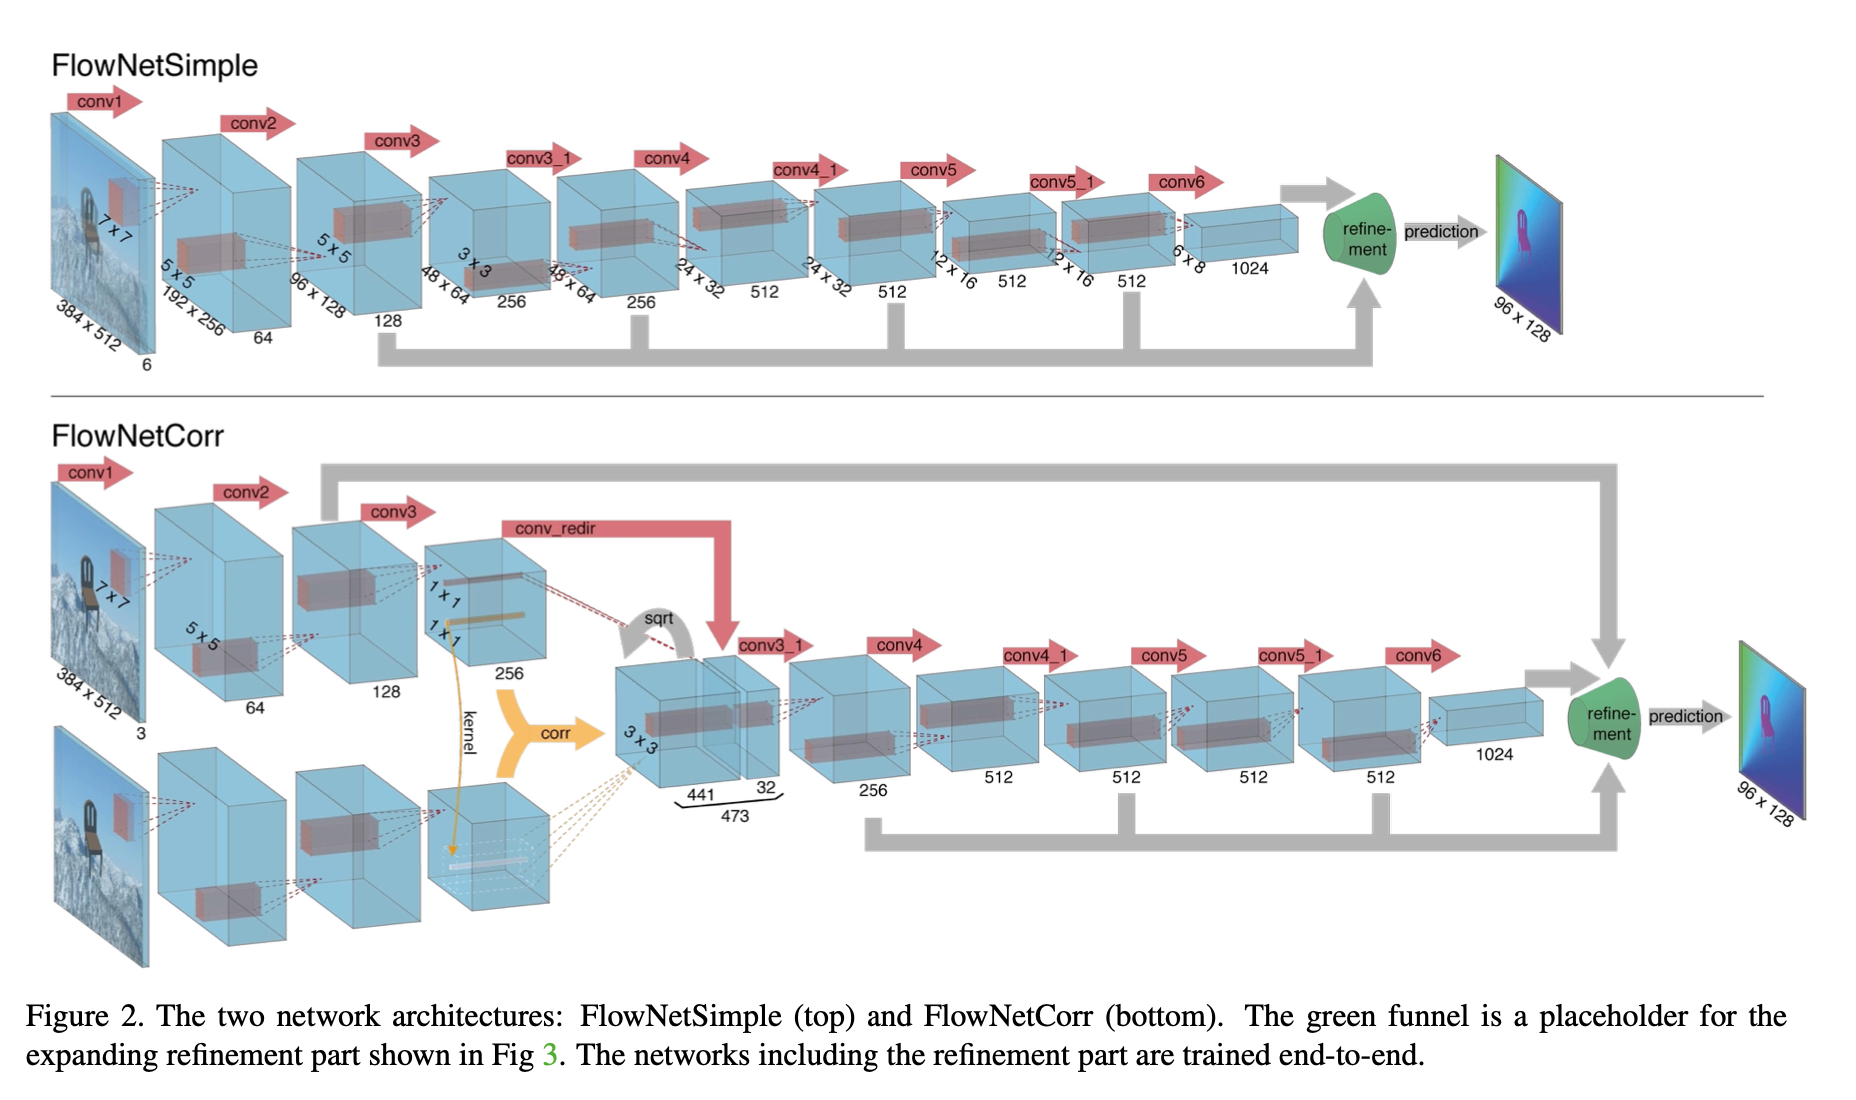 FlowNetSimple
conv1
conv2
conv3
conv3_1
conv4
conv4_1
conv5
conv5_1
conv6
7 x 7
5 x 5
5 x 5
3 x 3
384 x 512
192 x 256
96 x 128
48 x 64
48 x 64
24 x 32
24 x 32
12 x 16
12 x 16
6 x 8
6
64
128
256
256
512
512
512
512
1024
refine-
ment
prediction
96 x 128
FlowNetCorr
conv1
conv2
conv3
conv_redir
sqrt
conv3_1
conv4
conv4_1
conv5
conv5_1
conv6
7 x 7
5 x 5
1 x 1
1 x 1
3 x 3
384 x 512
3
64
128
256
kernel
corr
441
32
473
256
512
512
512
512
1024
refine-
ment
prediction
96 x 128
Figure 2. The two network architectures: FlowNetSimple (top) and FlowNetCorr (bottom). The green funnel is a placeholder for the
expanding refinement part shown in Fig 3. The networks including the refinement part are trained end-to-end.